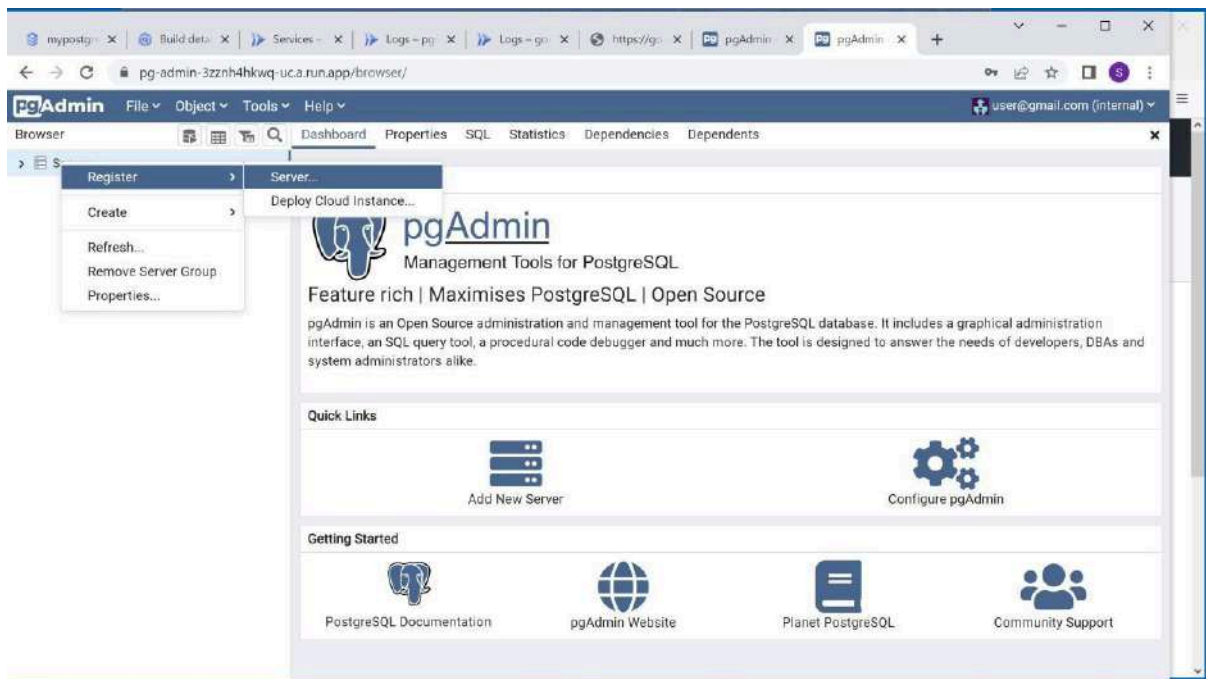 mypostgr
Build deta
Services -
Logs – pg
Logs – go
https://go
pgAdmin
pgAdmin
pg-admin-3zznh4hkwq-uc.a.run.app/browser/
S
pgAdmin File Object Tools Help user@gmail.com (internal)
Browser
Dashboard Properties SQL Statistics Dependencies Dependents
S
Register
Create
Refresh...
Remove Server Group
Properties...
Server...
Deploy Cloud Instance...
pgAdmin
Management Tools for PostgreSQL
Feature rich | Maximises PostgreSQL | Open Source
pgAdmin is an Open Source administration and management tool for the PostgreSQL database. It includes a graphical administration
interface, an SQL query tool, a procedural code debugger and much more. The tool is designed to answer the needs of developers, DBAs and
system administrators alike.
Quick Links
Add New Server
Configure pgAdmin
Getting Started
PostgreSQL Documentation
pgAdmin Website
Planet PostgreSQL
Community Support